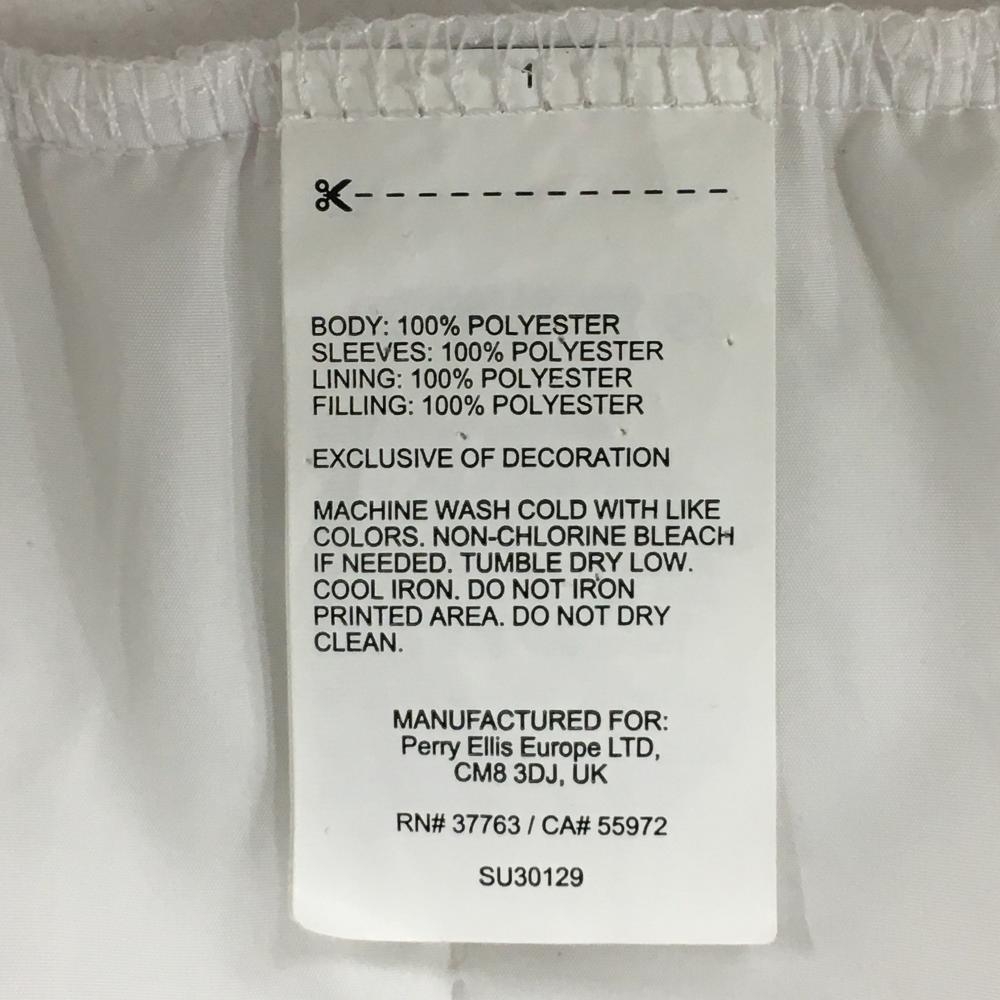 1
BODY: 100% POLYESTER
SLEEVES: 100% POLYESTER
LINING: 100% POLYESTER
FILLING: 100% POLYESTER
EXCLUSIVE OF DECORATION
MACHINE WASH COLD WITH LIKE
COLORS. NON-CHLORINE BLEACH
IF NEEDED. TUMBLE DRY LOW.
COOL IRON. DO NOT IRON
PRINTED AREA. DO NOT DRY
CLEAN.
MANUFACTURED FOR:
Perry Ellis Europe LTD,
CM8 3DJ, UK
RN# 37763 / CA# 55972
SU30129